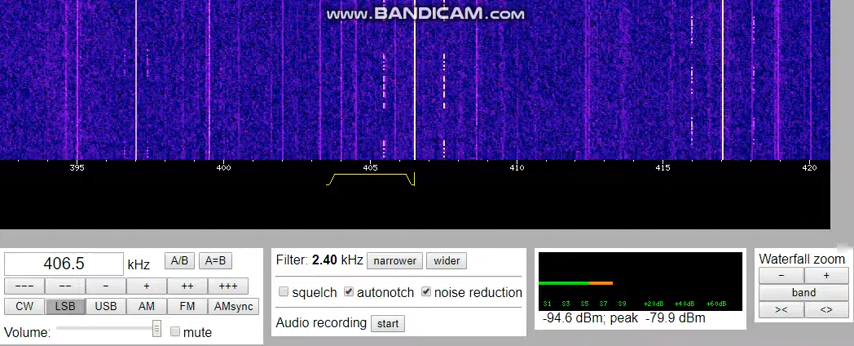 www.BANDICAM.com
395 400 405 410 415 420
406.5 kHz A/B A=B
--- -- - + ++ +++
CW LSB USB AM FM AMsync
Volume: mute
Filter: 2.40 kHz narrower wider
squelch autonotch noise reduction
Audio recording start
S1 S3 S5 S7 S9 +20dB +40dB +60dB
-94.6 dBm; peak -79.9 dBm
Waterfall zoom
- +
band
>< <>